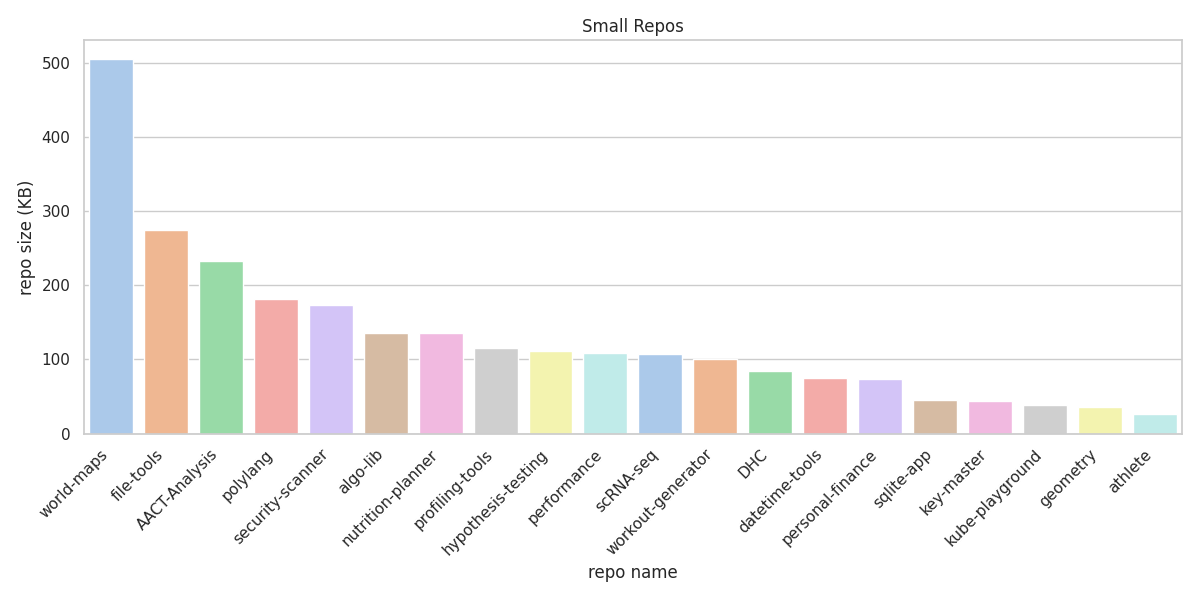 Small Repos
repo size (KB)
500
400
300
200
100
0
world-maps
file-tools
AACT-Analysis
polylang
security-scanner
algo-lib
nutrition-planner
profiling-tools
hypothesis-testing
performance
scRNA-seq
workout-generator
DHC
datetime-tools
personal-finance
sqlite-app
key-master
kube-playground
geometry
athlete
repo name